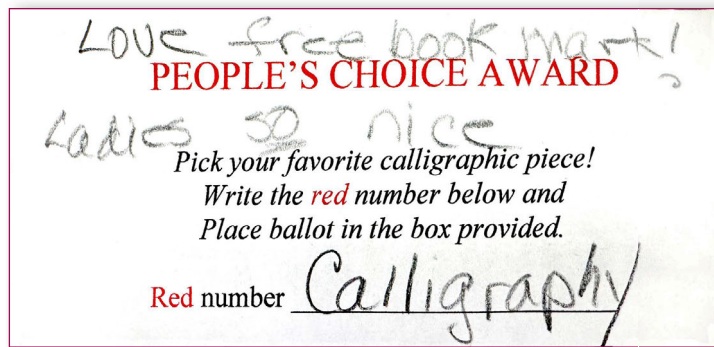 Love free book mark!
PEOPLE'S CHOICE AWARD
Ladies so nice
Pick your favorite calligraphic piece!
Write the red number below and
Place ballot in the box provided.
Red number Calligraphy